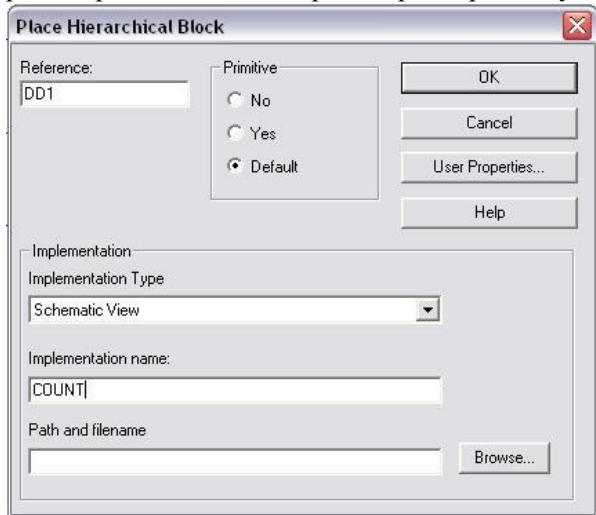 Place Hierarchical Block
Reference:
DD1
Primitive
No
Yes
Default
OK
Cancel
User Properties...
Help
Implementation
Implementation Type
Schematic View
Implementation name:
COUNT
Path and filename
Browse...